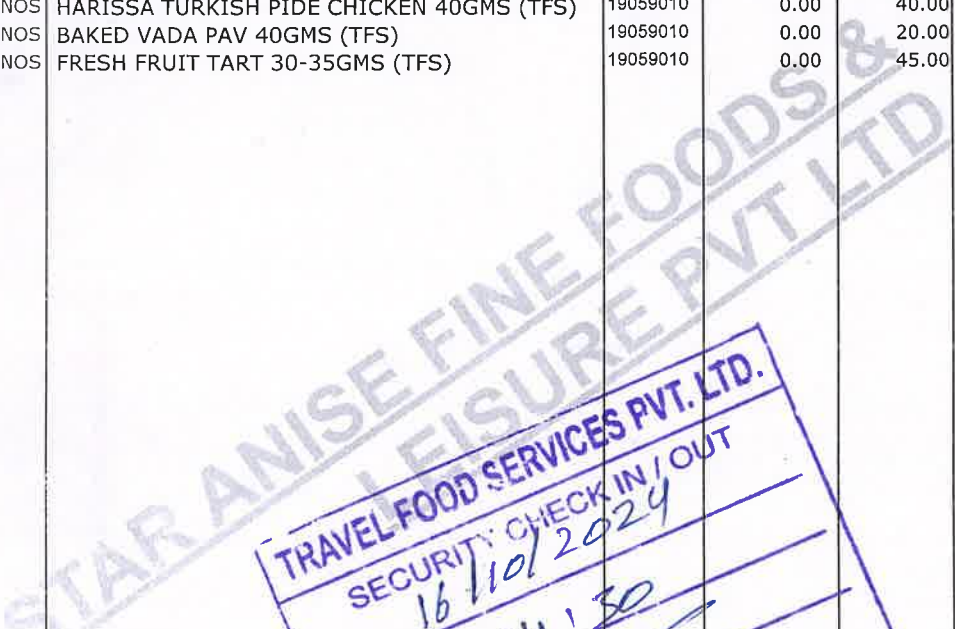 NOS HARISSA TURKISH PIDE CHICKEN 40GMS (TFS) 19059010 0.00 40.00
NOS BAKED VADA PAV 40GMS (TFS) 19059010 0.00 20.00
NOS FRESH FRUIT TART 30-35GMS (TFS) 19059010 0.00 45.00
STAR ANISE FINE FOODS &
LEISURE PVT LTD
TRAVEL FOOD SERVICES PVT. LTD.
SECURITY CHECK IN / OUT
16/10/2024
30